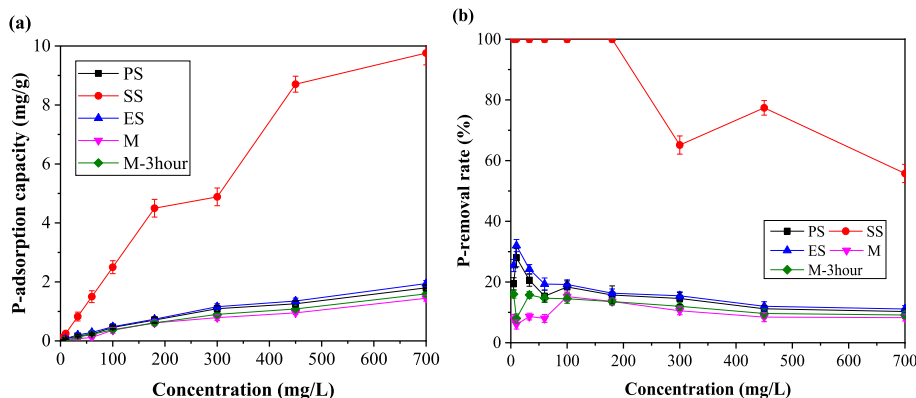 (a)
P-adsorption capacity (mg/g)
10
8
6
4
2
0
PS
SS
ES
M
M-3hour
0 100 200 300 400 500 600 700
Concentration (mg/L)
(b)
P-removal rate (%)
100
80
60
40
20
0
PS SS
ES M
M-3hour
0 100 200 300 400 500 600 700
Concentration (mg/L)